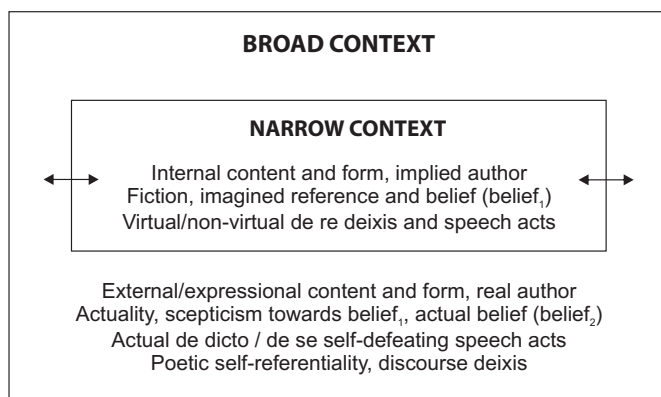 BROAD CONTEXT
NARROW CONTEXT
Internal content and form, implied author
Fiction, imagined reference and belief (belief₁)
Virtual/non-virtual de re deixis and speech acts
External/expressional content and form, real author
Actuality, scepticism towards belief₁, actual belief (belief₂)
Actual de dicto / de se self-defeating speech acts
Poetic self-referentiality, discourse deixis